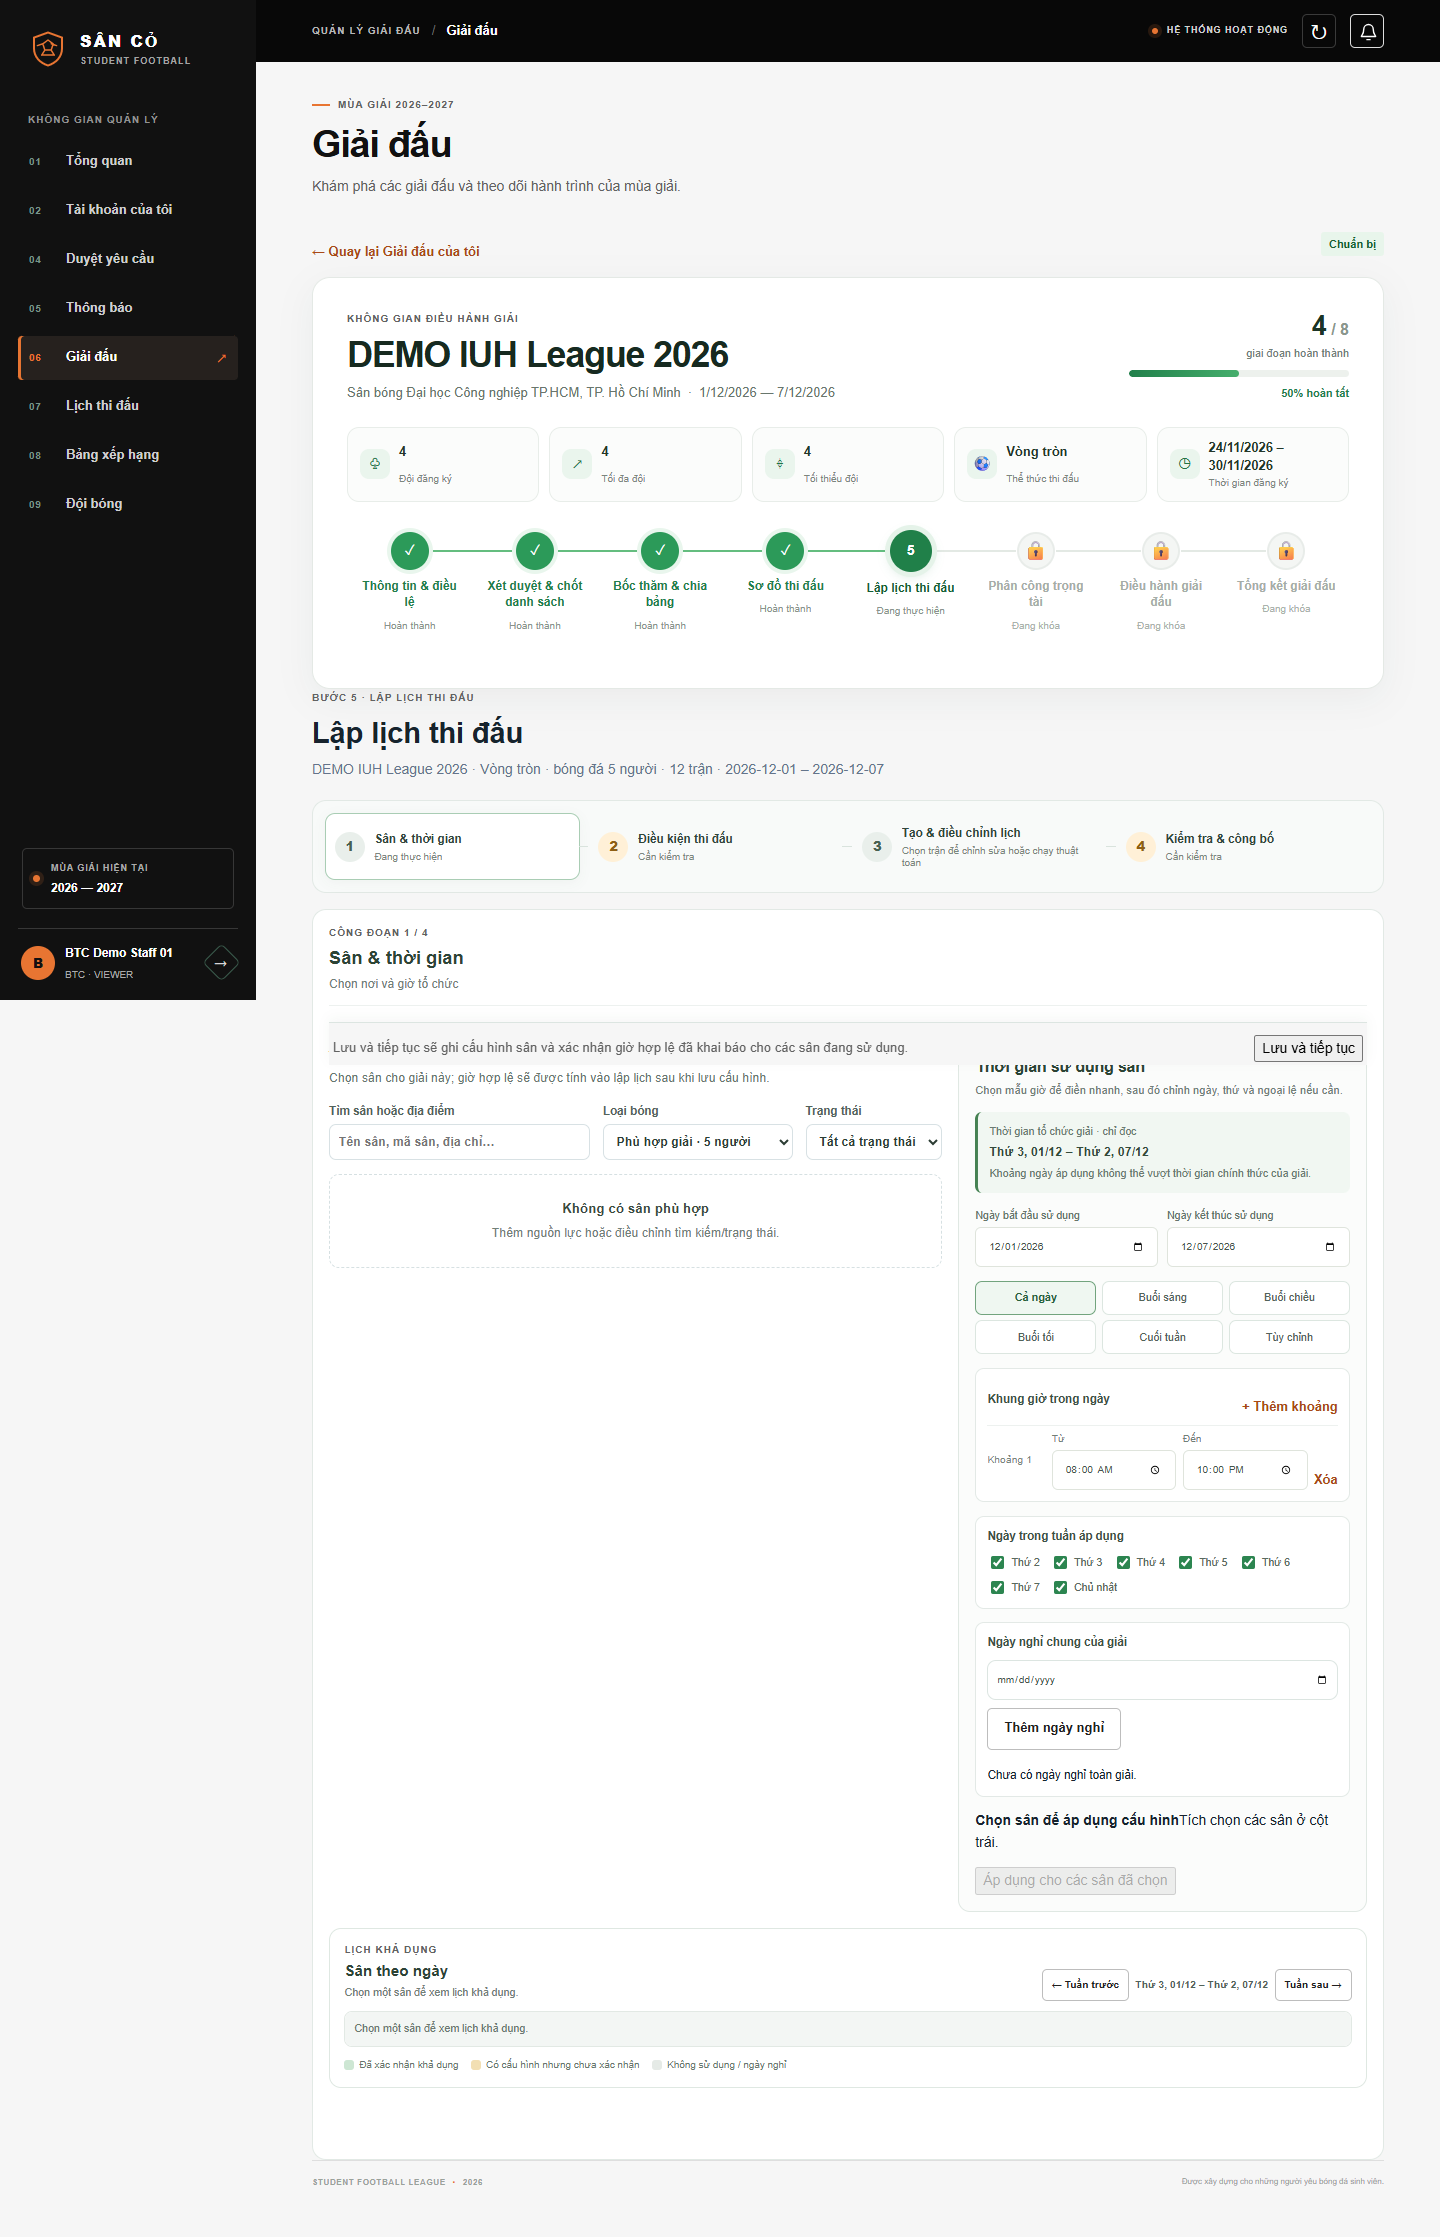 SÂN CỎ
STUDENT FOOTBALL
KHÔNG GIAN QUẢN LÝ
01 Tổng quan
02 Tài khoản của tôi
04 Duyệt yêu cầu
05 Thông báo
06 Giải đấu ↗
07 Lịch thi đấu
08 Bảng xếp hạng
09 Đội bóng
MÙA GIẢI HIỆN TẠI
2026 — 2027
B
BTC Demo Staff 01
BTC · VIEWER
→
QUẢN LÝ GIẢI ĐẤU / Giải đấu
HỆ THỐNG HOẠT ĐỘNG ↻
MÙA GIẢI 2026–2027
Giải đấu
Khám phá các giải đấu và theo dõi hành trình của mùa giải.
← Quay lại Giải đấu của tôi
Chuẩn bị
KHÔNG GIAN ĐIỀU HÀNH GIẢI
DEMO IUH League 2026
Sân bóng Đại học Công nghiệp TP.HCM, TP. Hồ Chí Minh · 1/12/2026 — 7/12/2026
4 / 8
giai đoạn hoàn thành
50% hoàn tất
4
Đội đăng ký
4
Tối đa đội
4
Tối thiểu đội
Vòng tròn
Thể thức thi đấu
24/11/2026 –
30/11/2026
Thời gian đăng ký
✓
Thông tin & điều
lệ
Hoàn thành
✓
Xét duyệt & chốt
danh sách
Hoàn thành
✓
Bốc thăm & chia
bảng
Hoàn thành
✓
Sơ đồ thi đấu
Hoàn thành
5
Lập lịch thi đấu
Đang thực hiện
Phân công trọng
tài
Đang khóa
Điều hành giải
đấu
Đang khóa
Tổng kết giải đấu
Đang khóa
BƯỚC 5 · LẬP LỊCH THI ĐẤU
Lập lịch thi đấu
DEMO IUH League 2026 · Vòng tròn · bóng đá 5 người · 12 trận · 2026-12-01 – 2026-12-07
1
Sân & thời gian
Đang thực hiện
2
Điều kiện thi đấu
Cần kiểm tra
3
Tạo & điều chỉnh lịch
Chọn trận để chỉnh sửa hoặc chạy thuật
toán
4
Kiểm tra & công bố
Cần kiểm tra
CÔNG ĐOẠN 1 / 4
Sân & thời gian
Chọn nơi và giờ tổ chức
Lưu và tiếp tục sẽ ghi cấu hình sân và xác nhận giờ hợp lệ đã khai báo cho các sân đang sử dụng.
Lưu và tiếp tục
Chọn sân cho giải này; giờ hợp lệ sẽ được tính vào lập lịch sau khi lưu cấu hình.
Tìm sân hoặc địa điểm
Tên sân, mã sân, địa chỉ...
Loại bóng
Phù hợp giải · 5 người
Trạng thái
Tất cả trạng thái
Không có sân phù hợp
Thêm nguồn lực hoặc điều chỉnh tìm kiếm/trạng thái.
Thời gian sử dụng sân
Chọn mẫu giờ để điền nhanh, sau đó chỉnh ngày, thứ và ngoại lệ nếu cần.
Thời gian tổ chức giải · chỉ đọc
Thứ 3, 01/12 – Thứ 2, 07/12
Khoảng ngày áp dụng không thể vượt thời gian chính thức của giải.
Ngày bắt đầu sử dụng
12/01/2026
Ngày kết thúc sử dụng
12/07/2026
Cả ngày Buổi sáng Buổi chiều
Buổi tối Cuối tuần Tùy chỉnh
Khung giờ trong ngày
+ Thêm khoảng
Khoảng 1
Từ
08:00 AM
Đến
10:00 PM
Xóa
Ngày trong tuần áp dụng
Thứ 2 Thứ 3 Thứ 4 Thứ 5 Thứ 6
Thứ 7 Chủ nhật
Ngày nghỉ chung của giải
mm/dd/yyyy
Thêm ngày nghỉ
Chưa có ngày nghỉ toàn giải.
Chọn sân để áp dụng cấu hìnhTích chọn các sân ở cột
trái.
Áp dụng cho các sân đã chọn
LỊCH KHẢ DỤNG
Sân theo ngày
Chọn một sân để xem lịch khả dụng.
← Tuần trước Thứ 3, 01/12 – Thứ 2, 07/12 Tuần sau →
Chọn một sân để xem lịch khả dụng.
Đã xác nhận khả dụng Có cấu hình nhưng chưa xác nhận Không sử dụng / ngày nghỉ
STUDENT FOOTBALL LEAGUE • 2026
Được xây dựng cho những người yêu bóng đá sinh viên.